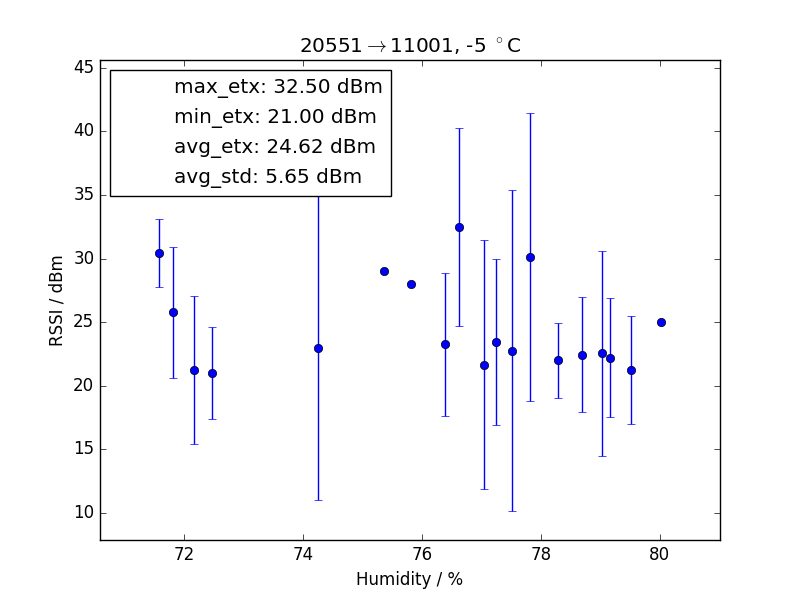 20551→11001, -5 °C
max_etx: 32.50 dBm
min_etx: 21.00 dBm
avg_etx: 24.62 dBm
avg_std: 5.65 dBm
RSSI / dBm
45
40
35
30
25
20
15
10
72 74 76 78 80
Humidity / %